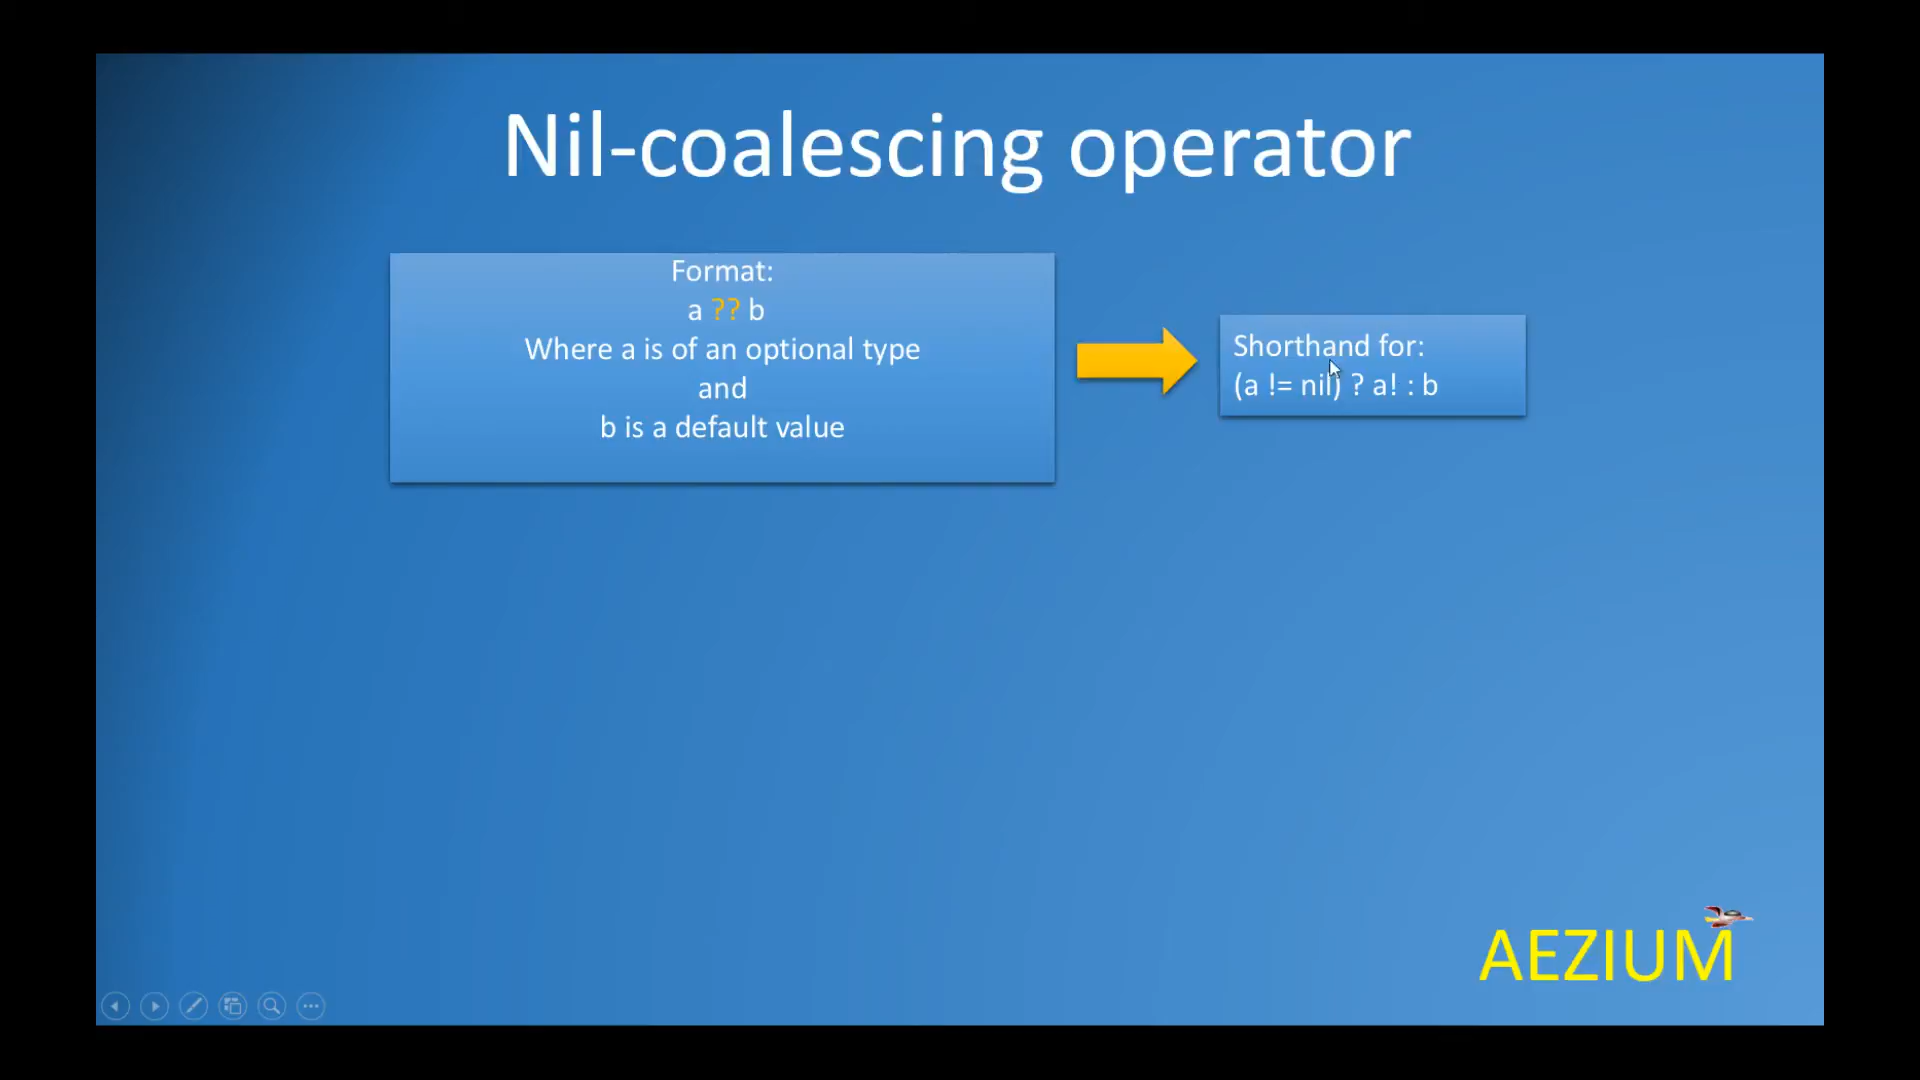 Nil-coalescing operator
Format:
a ?? b
Where a is of an optional type
and
b is a default value
Shorthand for:
(a != nil) ? a! : b
AEZIUM